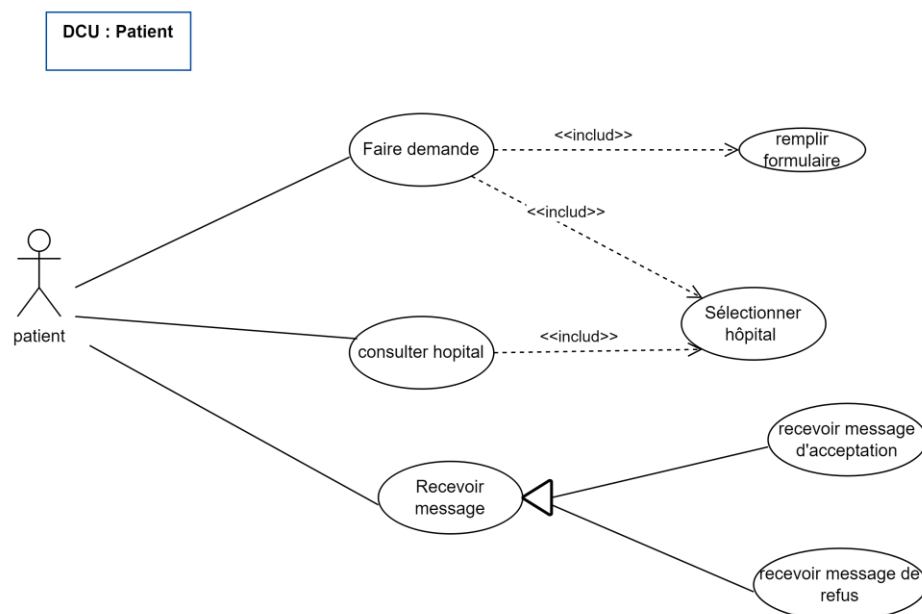 DCU : Patient
Faire demande
<<includ>>
remplir
formulaire
<<includ>>
patient
Sélectionner
hôpital
consulter hopital
<<includ>>
recevoir message
d'acceptation
Recevoir
message
recevoir message de
refus